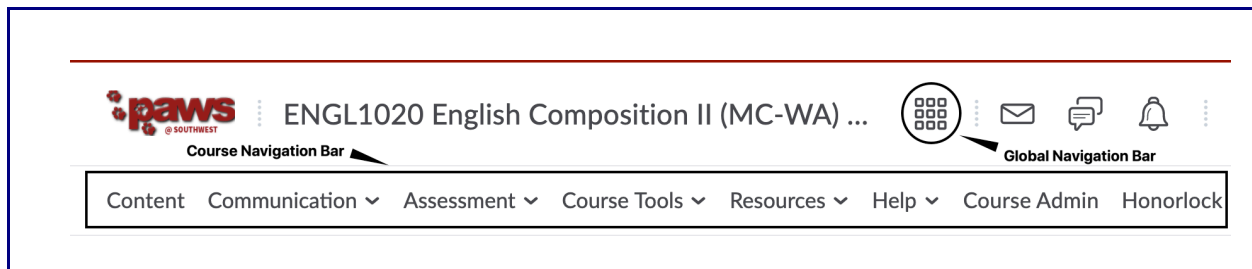 paws
@ SOUTHWEST
ENGL1020 English Composition II (MC-WA) ...
Course Navigation Bar
Global Navigation Bar
Content Communication Assessment Course Tools Resources Help Course Admin Honorlock